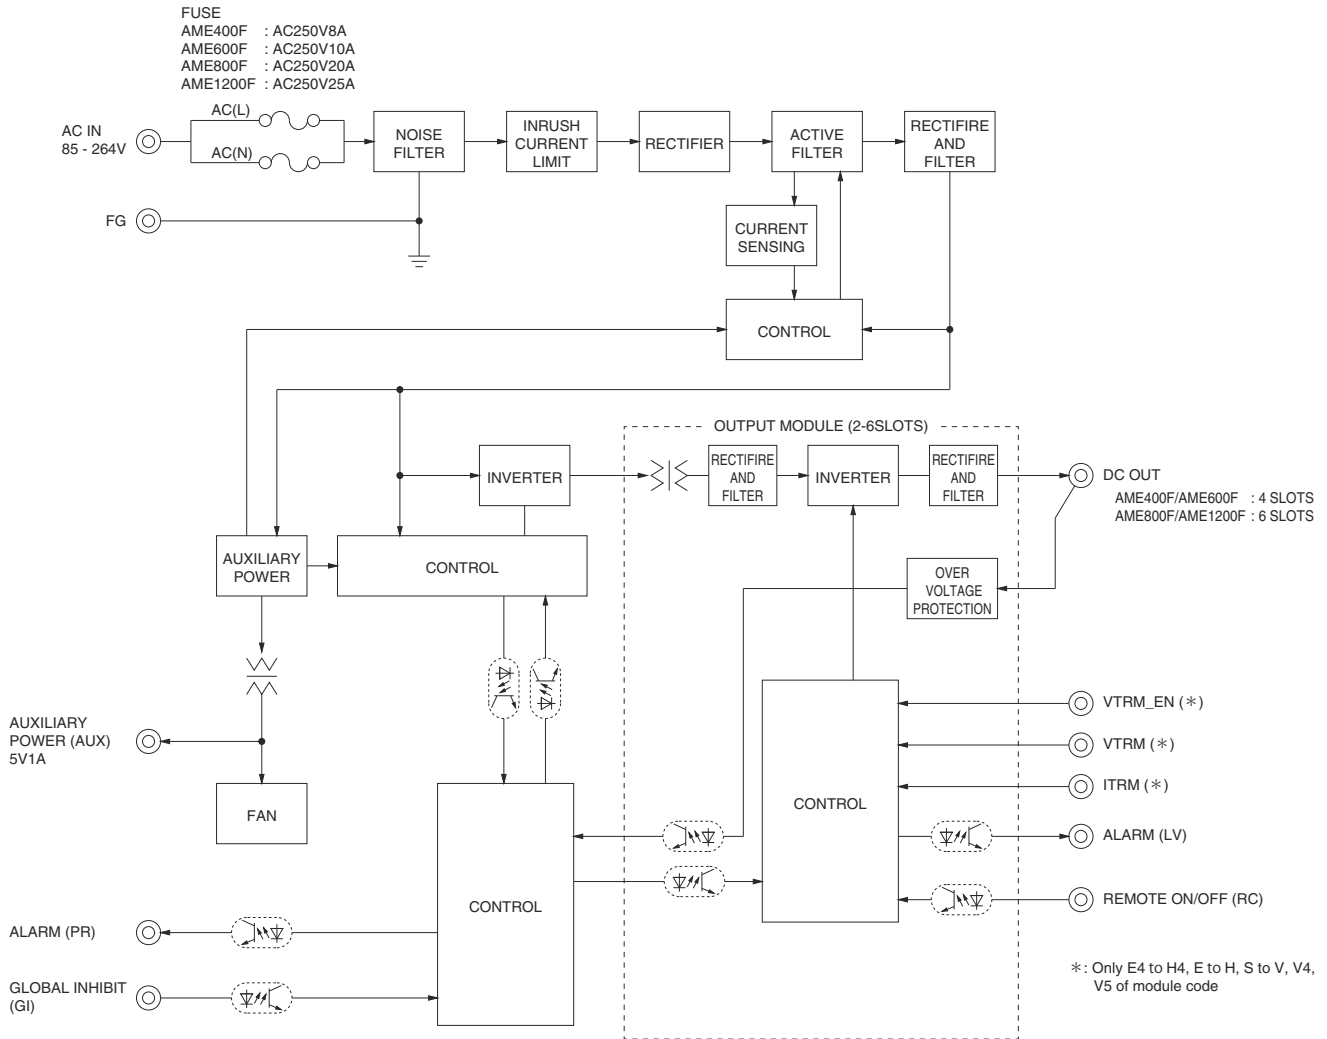 FUSE
AME400F : AC250V8A
AME600F : AC250V10A
AME800F : AC250V20A
AME1200F : AC250V25A
AC IN
85 - 264V
AC(L)
AC(N)
NOISE
FILTER
INRUSH
CURRENT
LIMIT
RECTIFIER
ACTIVE
FILTER
RECTIFIRE
AND
FILTER
FG
CURRENT
SENSING
CONTROL
OUTPUT MODULE (2-6SLOTS)
INVERTER
RECTIFIRE
AND
FILTER
INVERTER
RECTIFIRE
AND
FILTER
DC OUT
AME400F/AME600F : 4 SLOTS
AME800F/AME1200F : 6 SLOTS
AUXILIARY
POWER
CONTROL
OVER
VOLTAGE
PROTECTION
AUXILIARY
POWER (AUX)
5V1A
FAN
CONTROL
VTRM_EN (＊)
VTRM (＊)
ITRM (＊)
ALARM (LV)
REMOTE ON/OFF (RC)
CONTROL
ALARM (PR)
GLOBAL INHIBIT
(GI)
＊: Only E4 to H4, E to H, S to V, V4,
V5 of module code